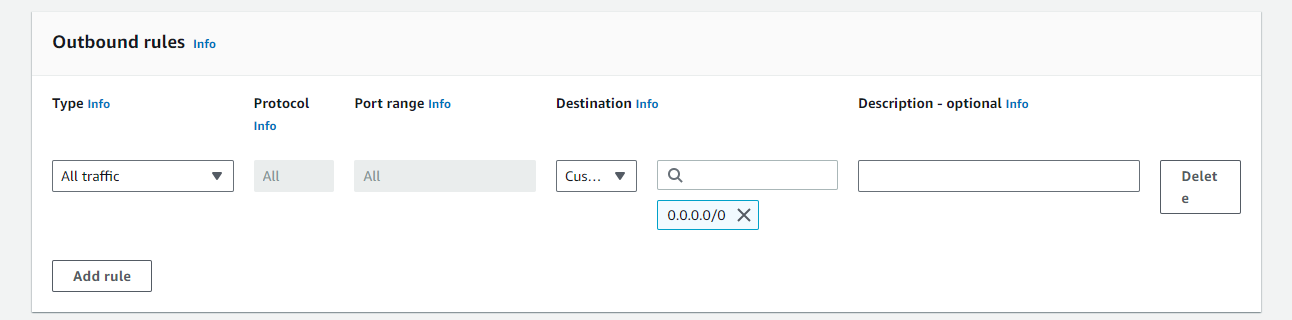 Outbound rules Info
Type Info Protocol Info Port range Info Destination Info Description - optional Info
All traffic All All Cus... Delete
0.0.0.0/0
Add rule